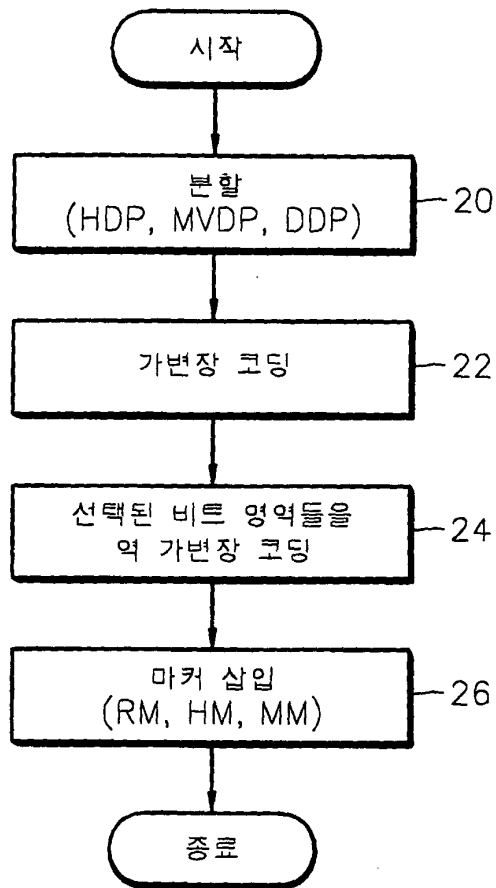 시작
분할
(HDP, MVDP, DDP)
20
가변장 코딩
22
선택된 비트 영역들을
역 가변장 코딩
24
마커 삽입
(RM, HM, MM)
26
종료